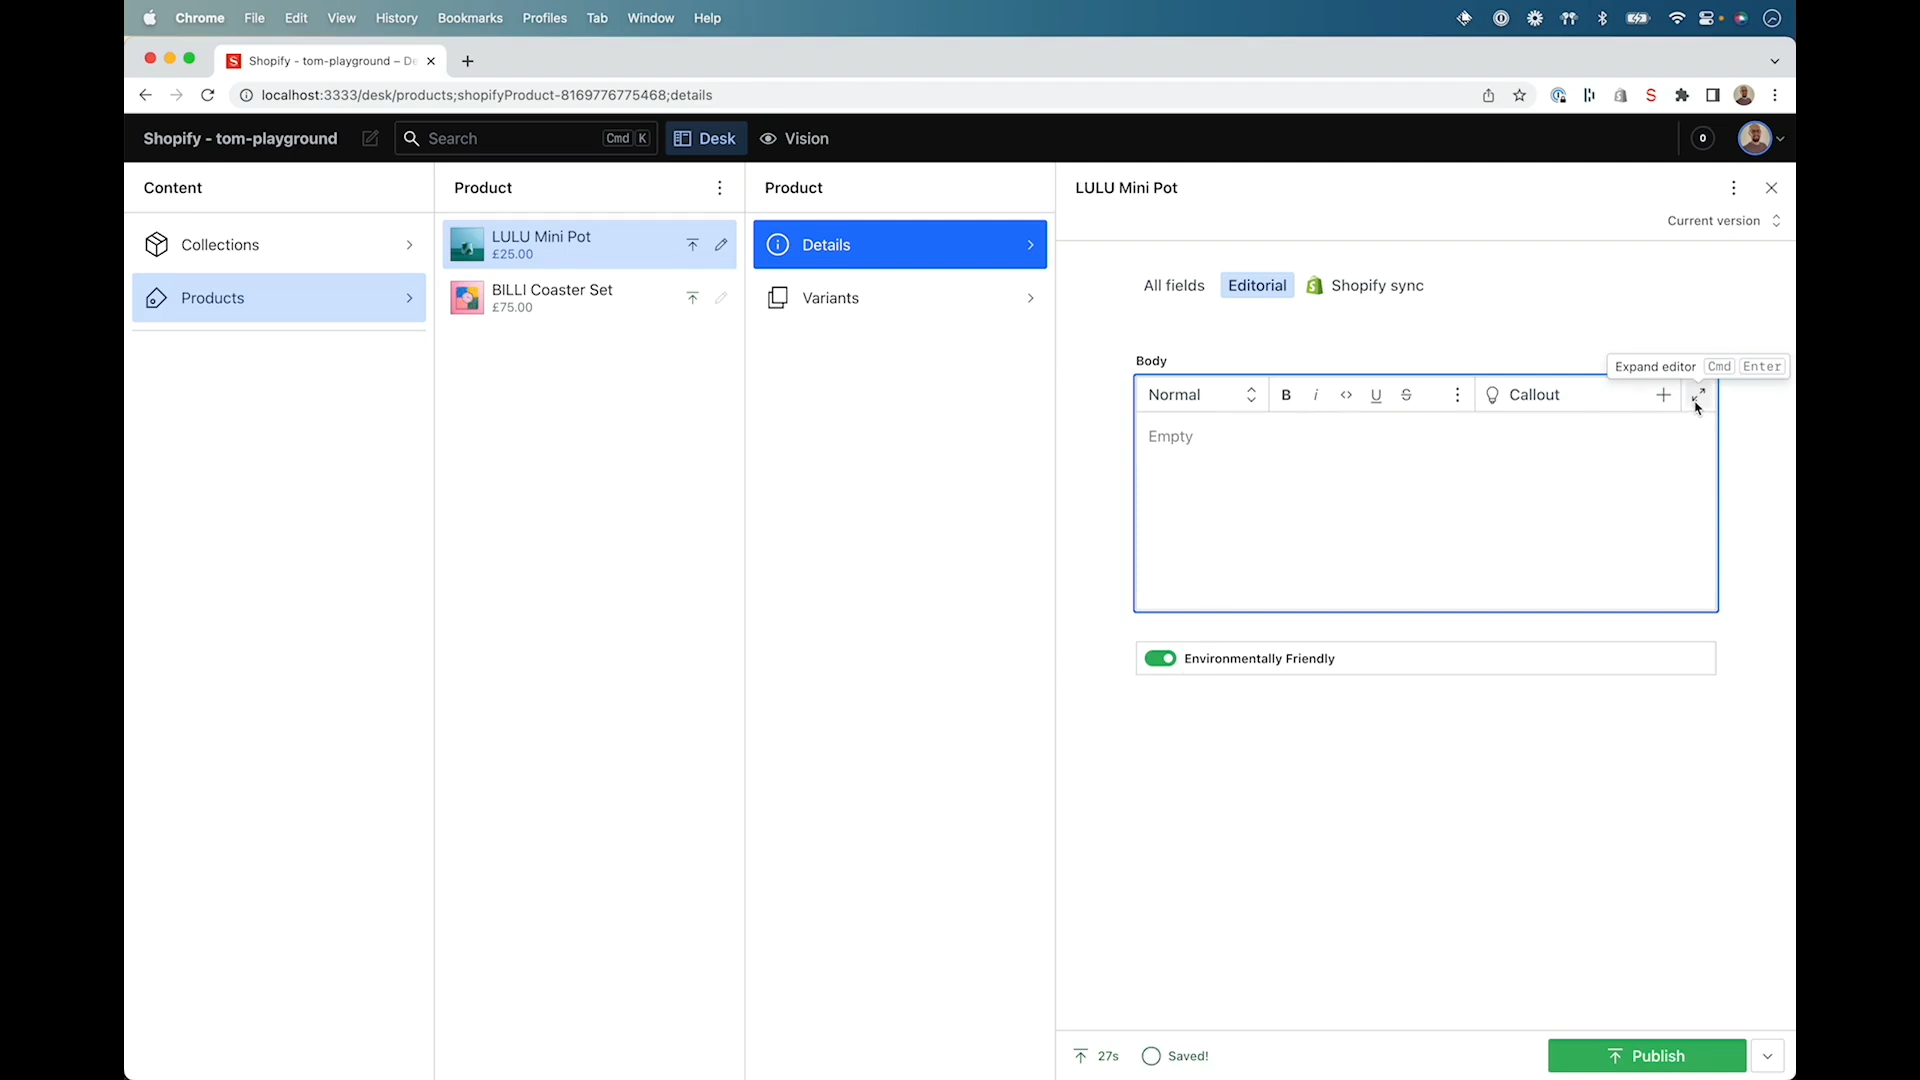 Chrome File Edit View History Bookmarks Profiles Tab Window Help
Shopify - tom-playground – De
localhost:3333/desk/products;shopifyProduct-8169776775468;details
Shopify - tom-playground
Search Cmd K
Desk
Vision
0
Content
Collections
Products
Product
LULU Mini Pot
£25.00
BILLI Coaster Set
£75.00
Product
Details
Variants
LULU Mini Pot
Current version
All fields Editorial Shopify sync
Body
Expand editor Cmd Enter
Normal B i <> U S Callout
Empty
Environmentally Friendly
27s Saved! Publish